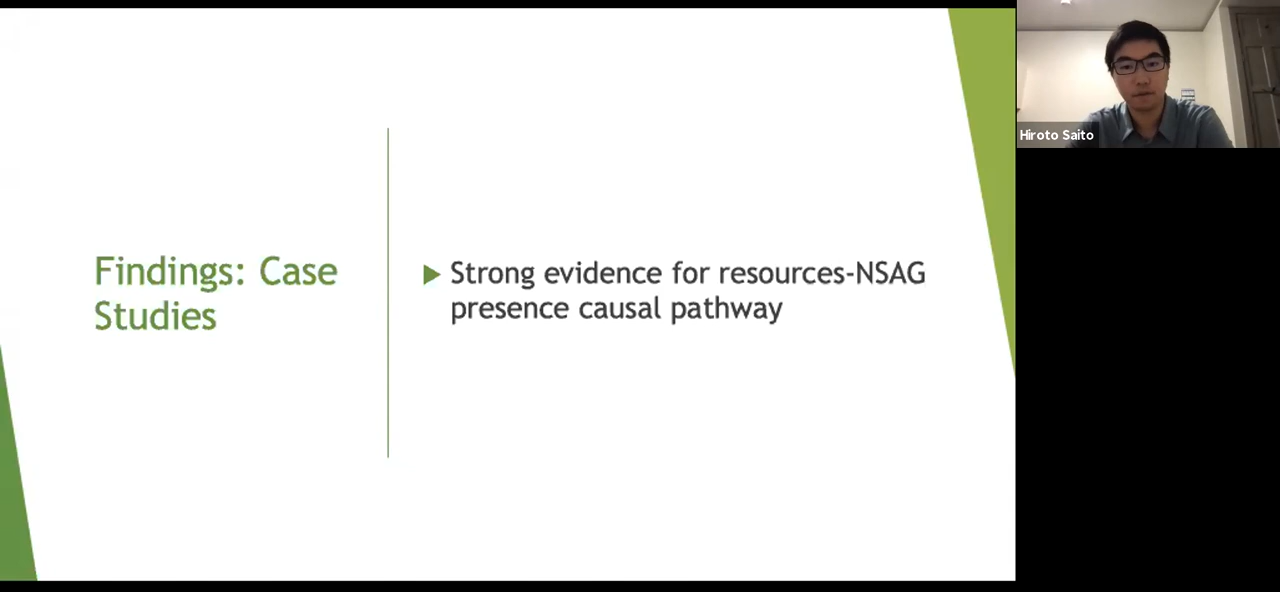 Findings: Case
Studies
Strong evidence for resources-NSAG
presence causal pathway
Hiroto Saito